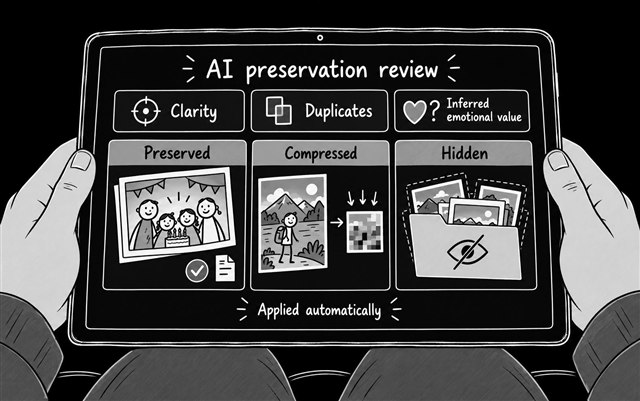 AI preservation review
Clarity
Duplicates
?
Inferred
emotional value
Preserved
Compressed
Hidden
Applied automatically